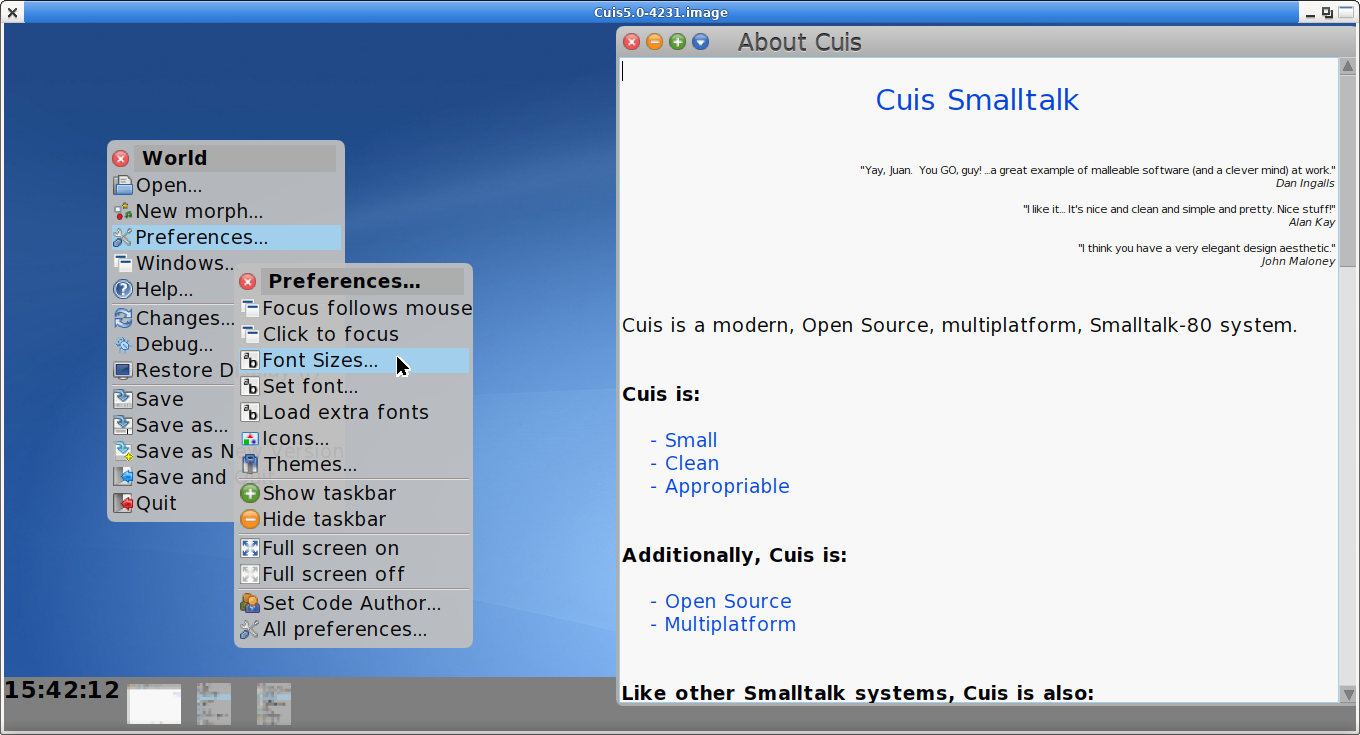 Cuis5.0-4231.image
World
Open...
New morph...
Preferences...
Windows..
Help...
Changes...
Debug...
Restore D
Save
Save as...
Save as N
Save and
Quit
Preferences...
Focus follows mouse
Click to focus
Font Sizes...
Set font...
Load extra fonts
Icons...
Themes...
Show taskbar
Hide taskbar
Full screen on
Full screen off
Set Code Author...
All preferences...
About Cuis
Cuis Smalltalk
"Yay, Juan.  You GO, guy! ...a great example of malleable software (and a clever mind) at work."
Dan Ingalls
"I like it... It's nice and clean and simple and pretty. Nice stuff!"
Alan Kay
"I think you have a very elegant design aesthetic."
John Maloney
Cuis is a modern, Open Source, multiplatform, Smalltalk-80 system.
Cuis is:
- Small
- Clean
- Appropriable
Additionally, Cuis is:
- Open Source
- Multiplatform
Like other Smalltalk systems, Cuis is also:
15:42:12